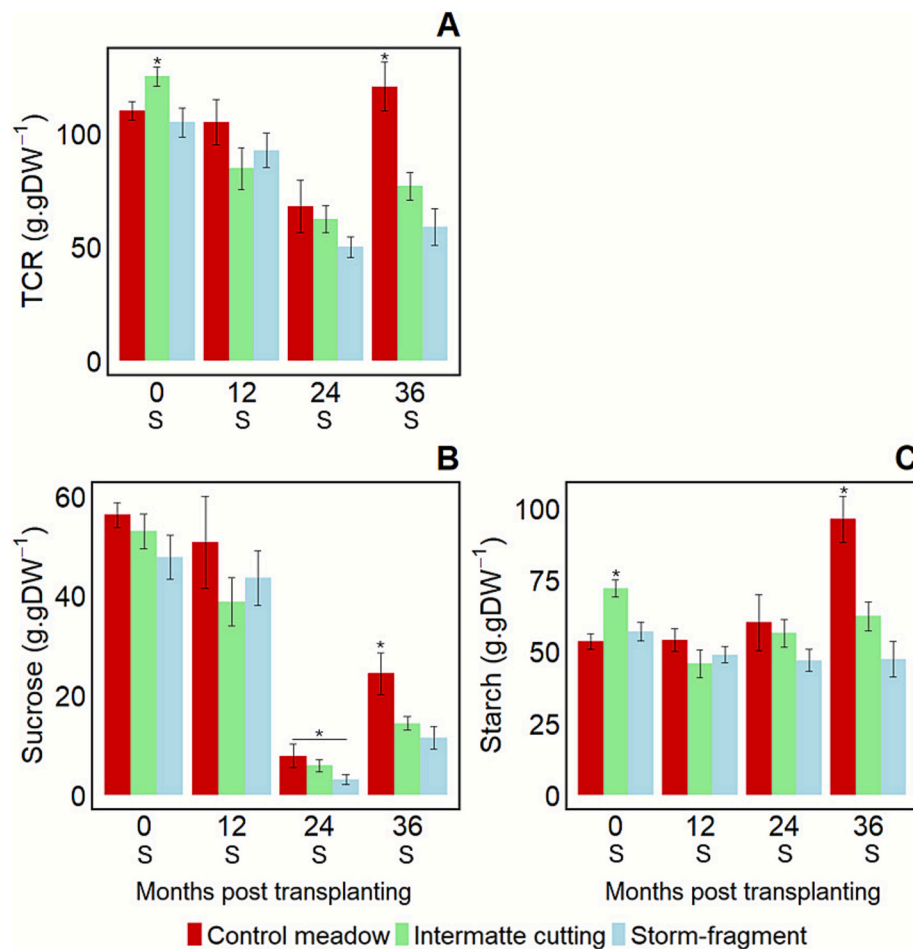 A
TCR (g.gDW⁻¹)
100
50
0
*
*
0 12 24 36
S S S S
B
Sucrose (g.gDW⁻¹)
60
40
20
0
*
*
0 12 24 36
S S S S
Months post transplanting
C
Starch (g.gDW⁻¹)
100
75
50
25
0
*
*
0 12 24 36
S S S S
Months post transplanting
Control meadow Intermatte cutting Storm-fragment